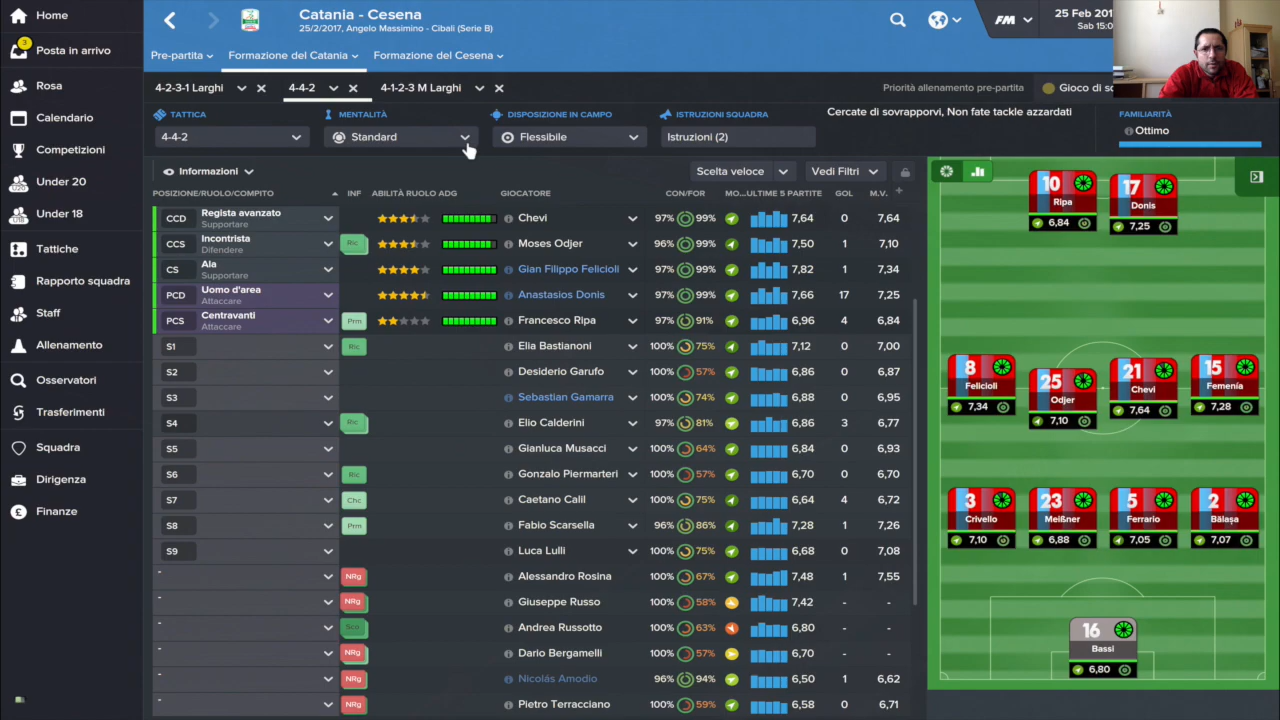 Home
3
Posta in arrivo
Rosa
Calendario
Competizioni
U20
Under 20
U18
Under 18
Tattiche
Rapporto squadra
Staff
Allenamento
Osservatori
Trasferimenti
Squadra
Dirigenza
Finanze
Catania - Cesena
25/2/2017, Angelo Massimino - Cibali (Serie B)
FM
25 Feb 201
Sab 15:0
Pre-partita
Formazione del Catania
Formazione del Cesena
4-2-3-1 Larghi
4-4-2
4-1-2-3 M Larghi
Priorità allenamento pre-partita
Gioco di s
TATTICA
4-4-2
MENTALITÀ
Standard
DISPOSIZIONE IN CAMPO
Flessibile
ISTRUZIONI SQUADRA
Istruzioni (2)
Cercate di sovrapporvi, Non fate tackle azzardati
FAMILIARITÀ
Ottimo
Informazioni
Scelta veloce
Vedi Filtri
POSIZIONE/RUOLO/COMPITO INF ABILITÀ RUOLO ADG GIOCATORE CON/FOR MO... ULTIME 5 PARTITE GOL M.V.
CCD Regista avanzato Supportare Chevi 97% 99% 7,64 0 7,64
CCS Incontrista Difendere Ric Moses Odjer 96% 99% 7,50 1 7,10
CS Ala Supportare Gian Filippo Felicioli 97% 99% 7,82 1 7,34
PCD Uomo d'area Attaccare Anastasios Donis 97% 99% 7,66 17 7,25
PCS Centravanti Attaccare Prm Francesco Ripa 97% 91% 6,96 4 6,84
S1 Ric Elia Bastianoni 100% 75% 7,12 0 7,00
S2 Desiderio Garufo 100% 57% 6,86 0 6,87
S3 Sebastian Gamarra 100% 74% 6,88 0 6,95
S4 Ric Elio Calderini 97% 81% 6,86 3 6,77
S5 Gianluca Musacci 100% 64% 6,84 0 6,93
S6 Ric Gonzalo Piermarteri 100% 57% 6,70 0 6,70
S7 Chc Caetano Calil 100% 75% 6,64 4 6,72
S8 Prm Fabio Scarsella 96% 86% 7,28 1 7,26
S9 Luca Lulli 100% 75% 6,68 0 7,08
- NRg Alessandro Rosina 100% 67% 7,48 1 7,55
- NRg Giuseppe Russo 100% 58% 7,42 - -
- Sco Andrea Russotto 100% 63% 6,80 - -
- NRg Dario Bergamelli 100% 57% 6,70 - -
- NRg Nicolás Amodio 96% 94% 6,50 1 6,62
- NRg Pietro Terracciano 100% 59% 6,58 - 6,71
10 17
Ripa Donis
6,84 7,25
8 25 21 15
Felicioli Odjer Chevi Femenía
7,34 7,10 7,64 7,28
3 23 5 2
Crivello Meißner Ferrario Bălașa
7,10 6,88 7,05 7,07
16
Bassi
6,80